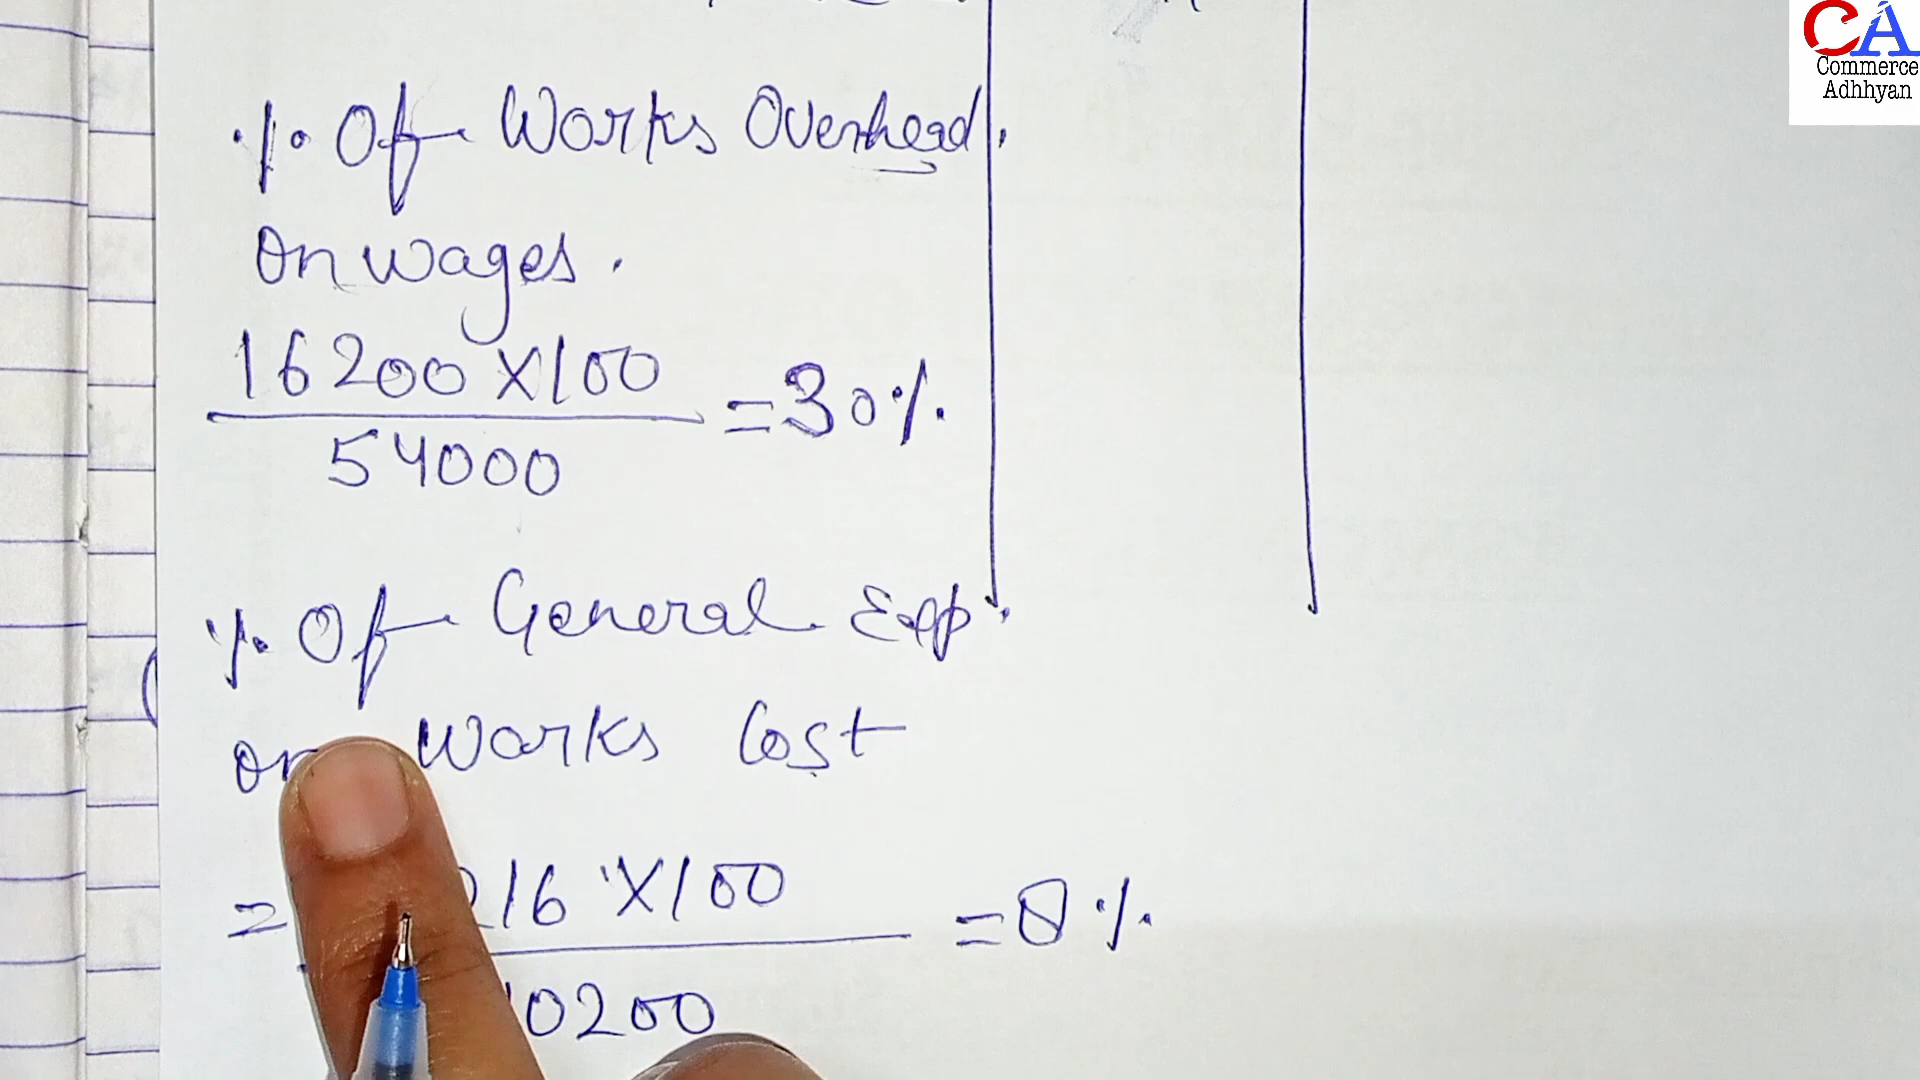 CA
Commerce
Adhhyan
% Of Works Overhead.
on wages.
16200 X100
54000
=30%.
% Of General Exp.
on Works Cost
= 216 X100
0200
=8%